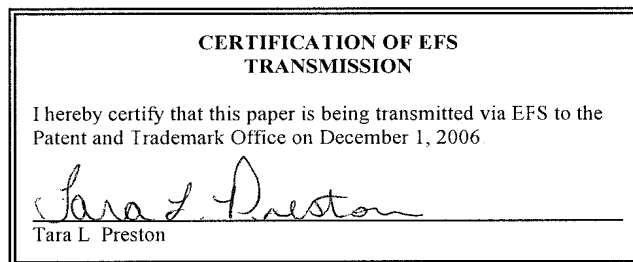 CERTIFICATION OF EFS
TRANSMISSION
I hereby certify that this paper is being transmitted via EFS to the
Patent and Trademark Office on December 1, 2006
Tara L. Preston
Tara L Preston